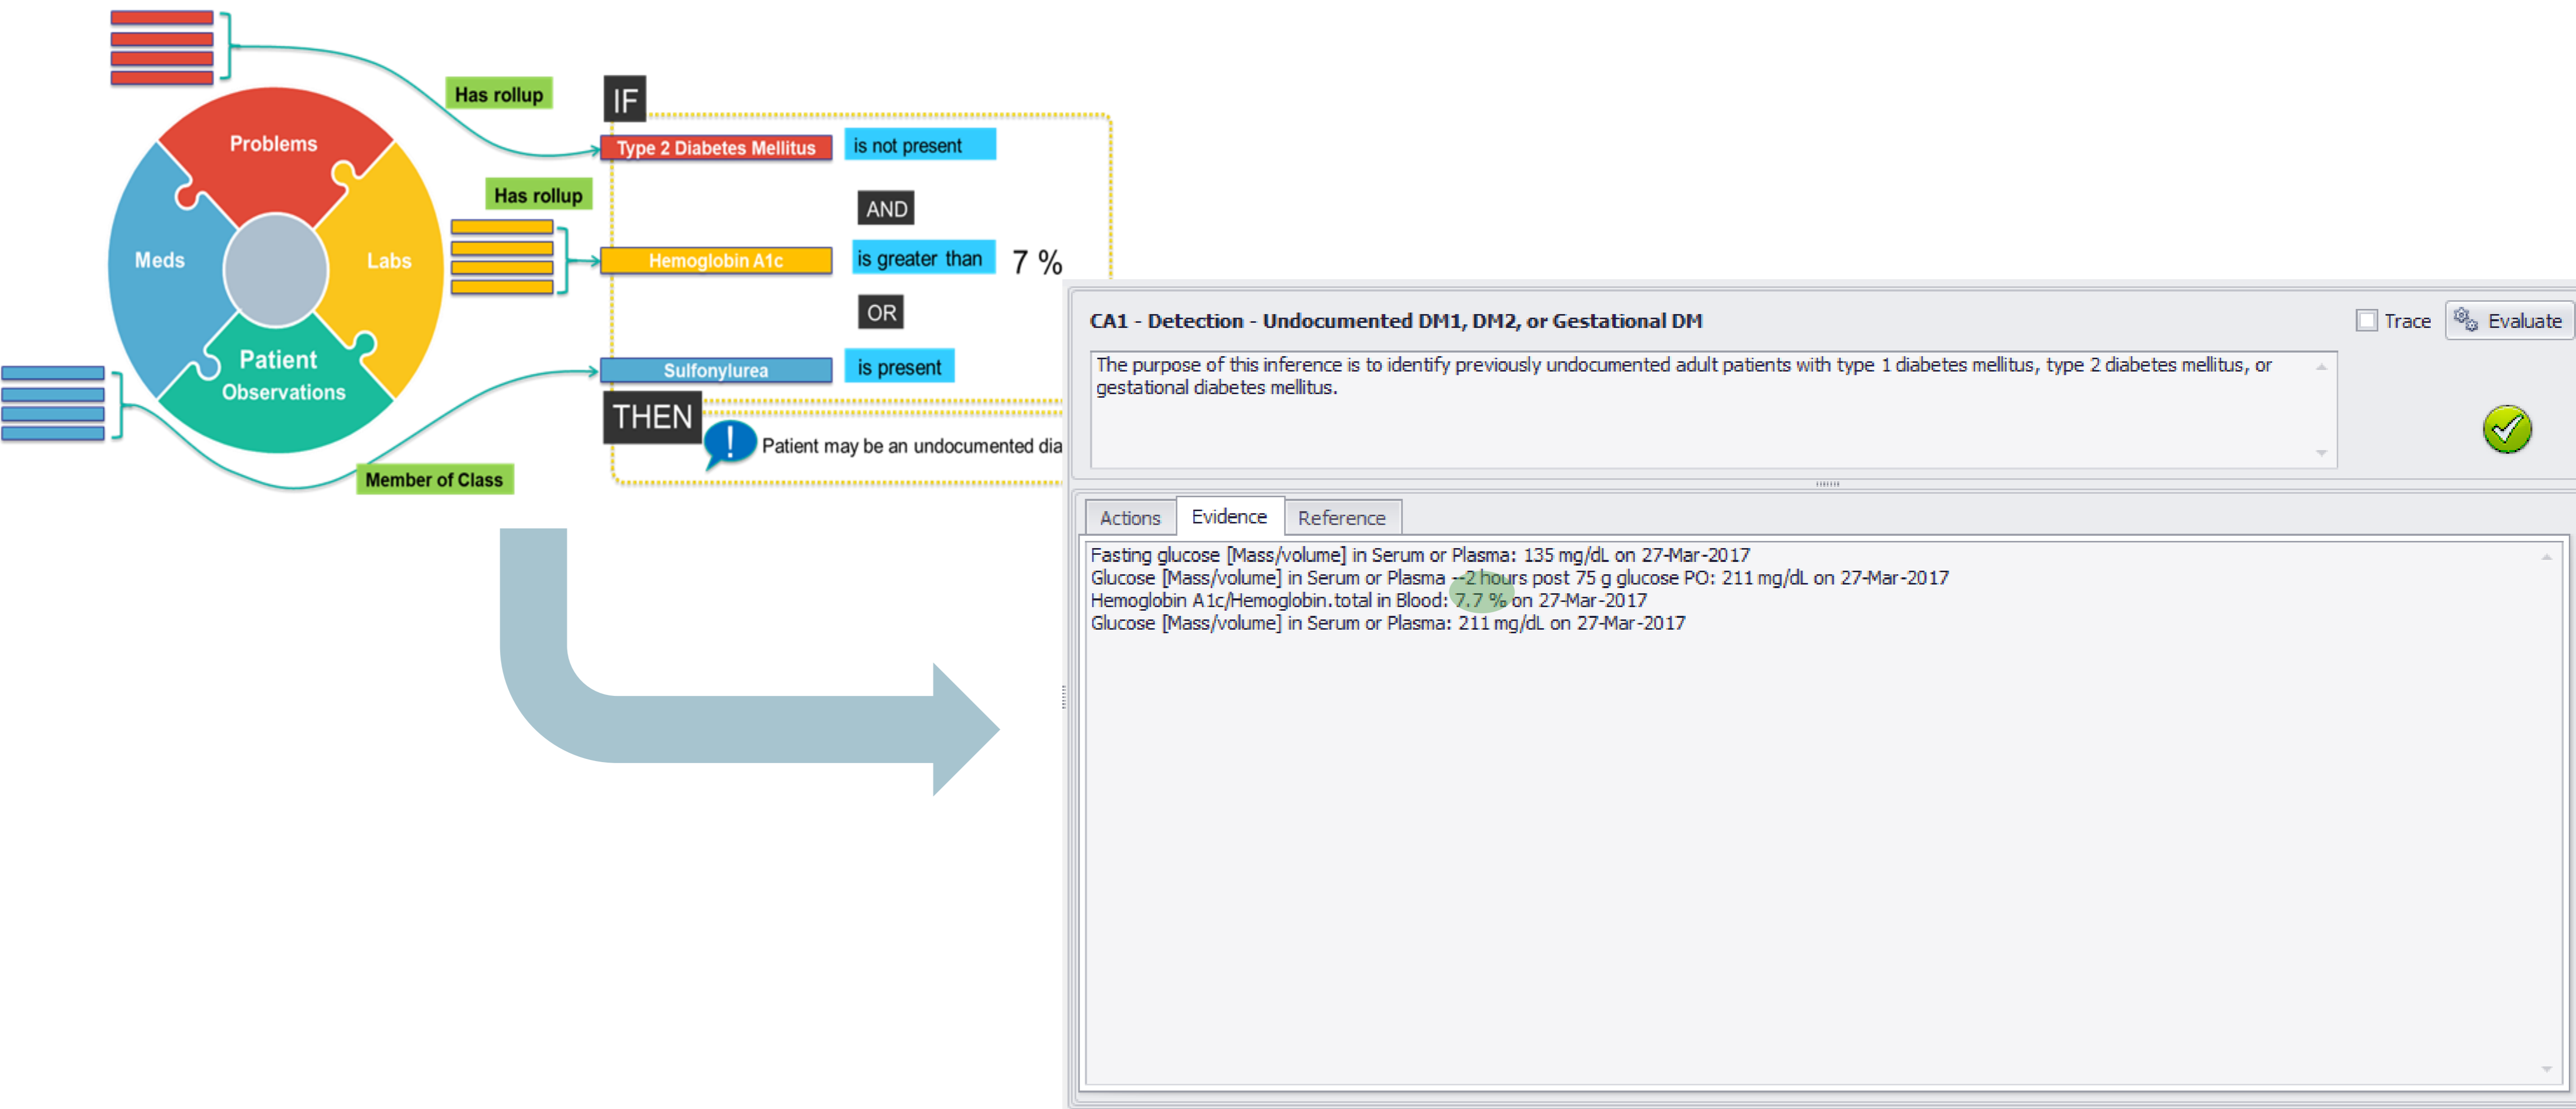 Has rollup
IF
Problems
Type 2 Diabetes Mellitus
is not present
Has rollup
AND
Meds
Labs
Hemoglobin A1c
is greater than
7 %
OR
Patient
Observations
Sulfonylurea
is present
THEN
!
Patient may be an undocumented dia
Member of Class
CA1 - Detection - Undocumented DM1, DM2, or Gestational DM
Trace
Evaluate
The purpose of this inference is to identify previously undocumented adult patients with type 1 diabetes mellitus, type 2 diabetes mellitus, or
gestational diabetes mellitus.
Actions
Evidence
Reference
Fasting glucose [Mass/volume] in Serum or Plasma: 135 mg/dL on 27-Mar-2017
Glucose [Mass/volume] in Serum or Plasma --2 hours post 75 g glucose PO: 211 mg/dL on 27-Mar-2017
Hemoglobin A1c/Hemoglobin.total in Blood: 7.7 % on 27-Mar-2017
Glucose [Mass/volume] in Serum or Plasma: 211 mg/dL on 27-Mar-2017